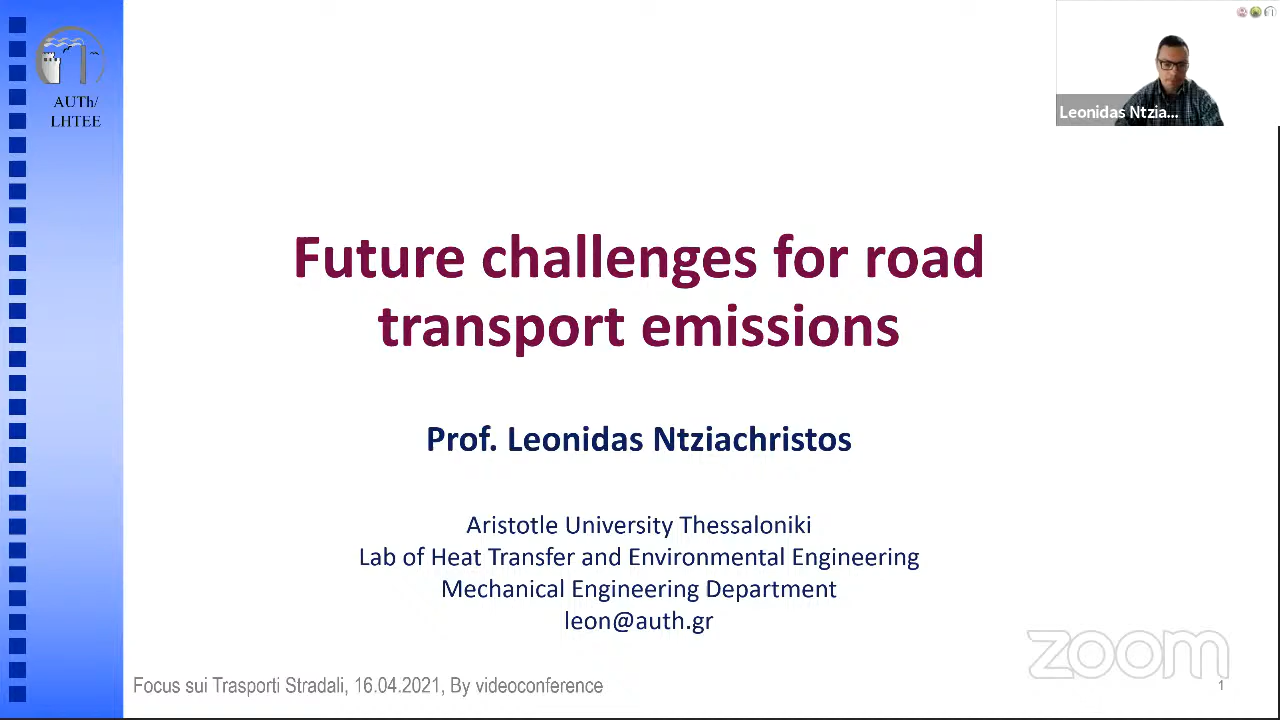 AUTh/
LHTEE
Leonidas Ntzia...
Future challenges for road
transport emissions
Prof. Leonidas Ntziachristos
Aristotle University Thessaloniki
Lab of Heat Transfer and Environmental Engineering
Mechanical Engineering Department
leon@auth.gr
zoom
Focus sui Trasporti Stradali, 16.04.2021, By videoconference
1